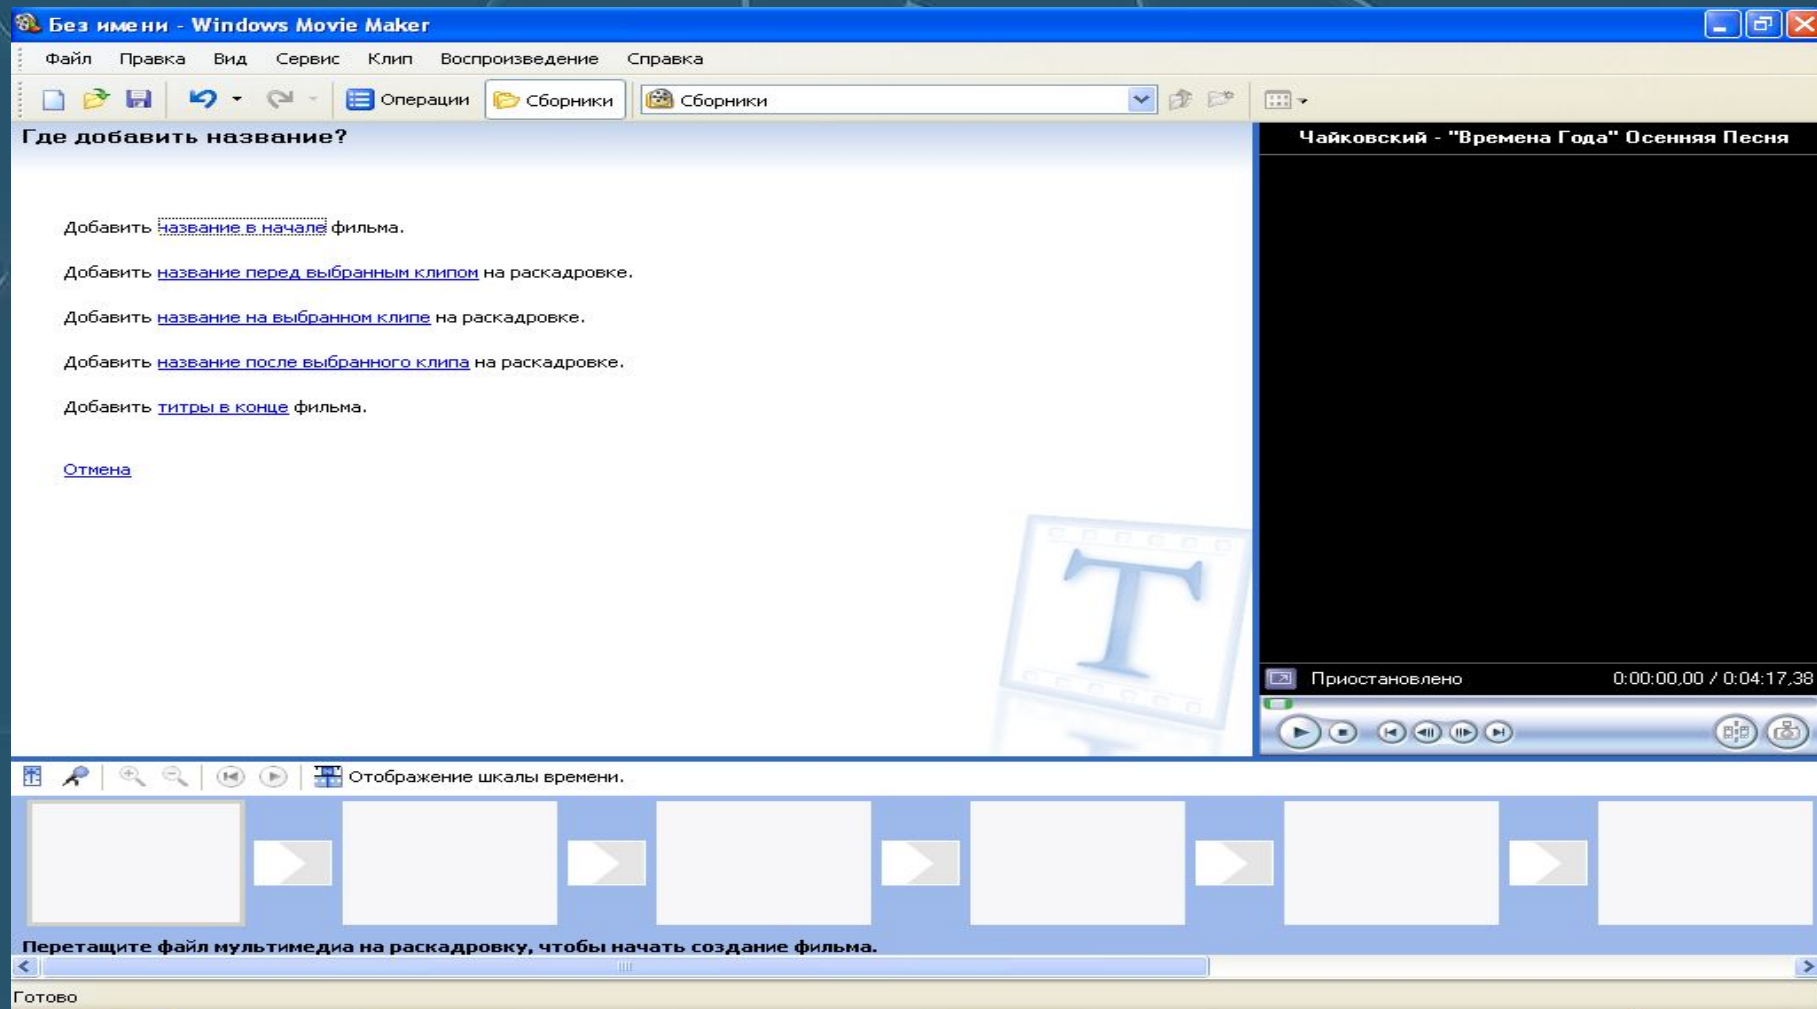 Без имени - Windows Movie Maker
Файл Правка Вид Сервис Клип Воспроизведение Справка
Операции Сборники Сборники
Где добавить название?
Чайковский - "Времена Года" Осенняя Песня
Добавить название в начале фильма.
Добавить название перед выбранным клипом на раскадровке.
Добавить название на выбранном клипе на раскадровке.
Добавить название после выбранного клипа на раскадровке.
Добавить титры в конце фильма.
Отмена
T
Приостановлено 0:00:00,00 / 0:04:17,38
Отображение шкалы времени.
Перетащите файл мультимедиа на раскадровку, чтобы начать создание фильма.
Готово